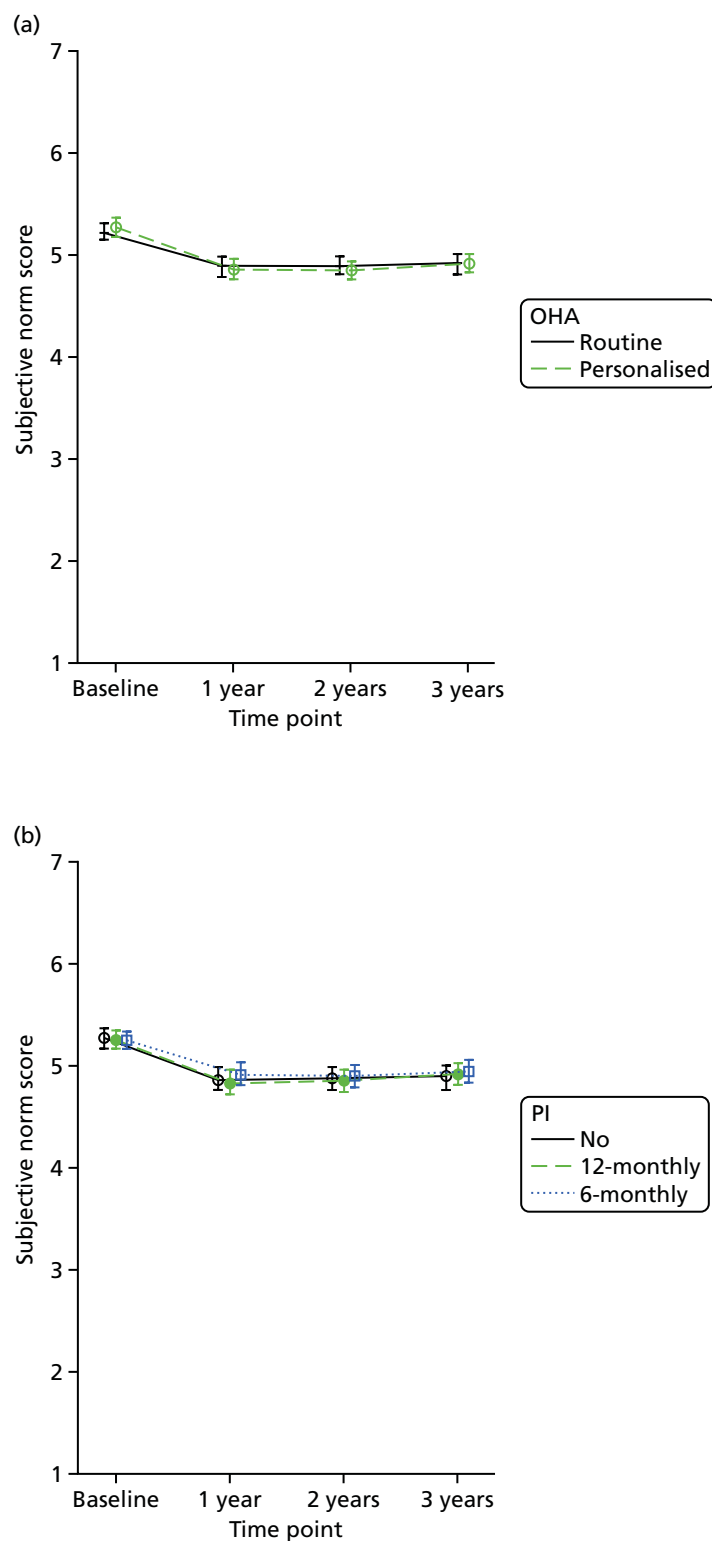 (a)
7
6
5
4
3
2
1
Subjective norm score
Baseline 1 year 2 years 3 years
Time point
OHA
Routine
Personalised
(b)
7
6
5
4
3
2
1
Subjective norm score
Baseline 1 year 2 years 3 years
Time point
PI
No
12-monthly
6-monthly